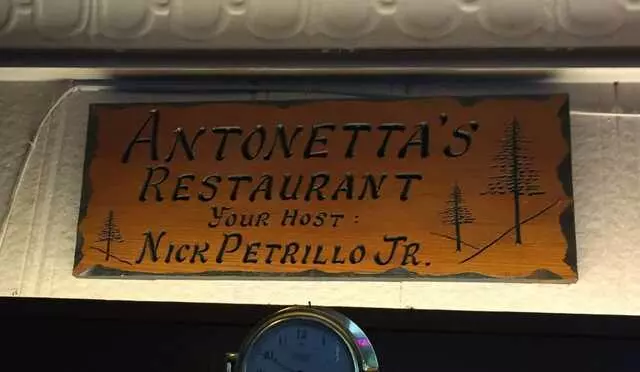 ANTONETTA'S
RESTAURANT
YOUR HOST:
NICK PETRILLO JR.